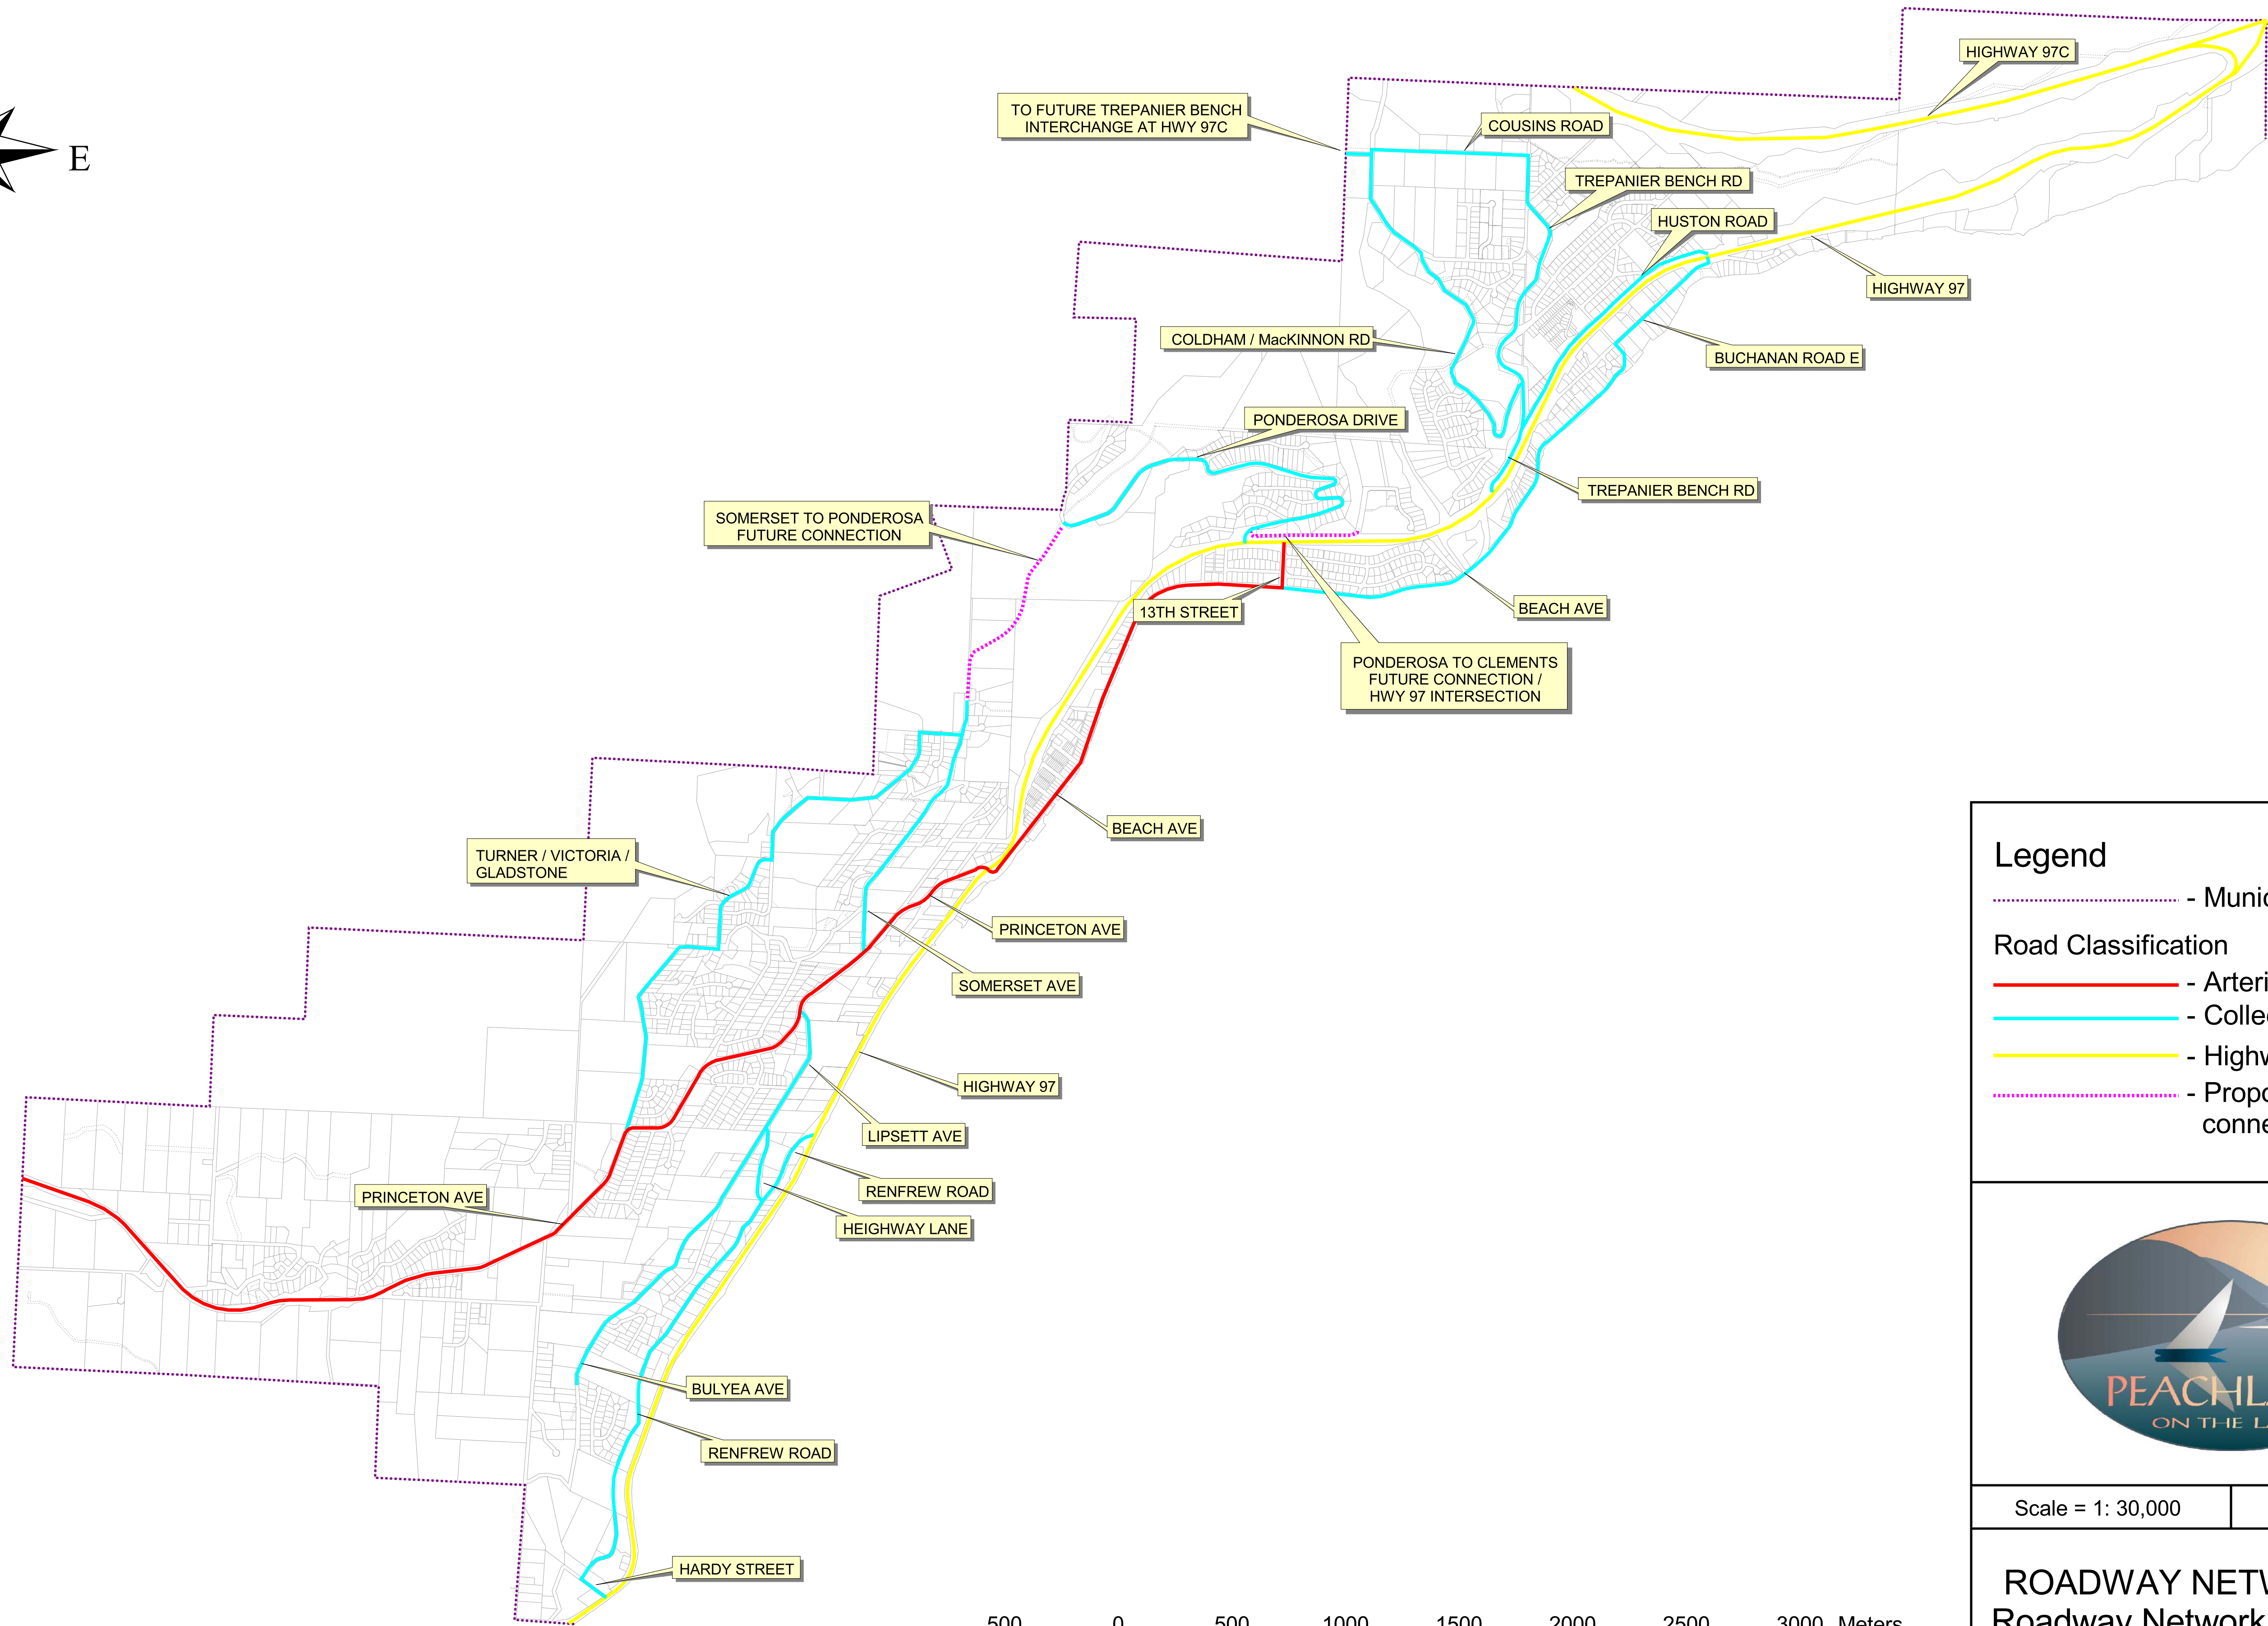 E
HIGHWAY 97C
TO FUTURE TREPANIER BENCH
INTERCHANGE AT HWY 97C
COUSINS ROAD
TREPANIER BENCH RD
HUSTON ROAD
HIGHWAY 97
COLDHAM / MacKINNON RD
BUCHANAN ROAD E
PONDEROSA DRIVE
TREPANIER BENCH RD
SOMERSET TO PONDEROSA
FUTURE CONNECTION
13TH STREET
BEACH AVE
PONDEROSA TO CLEMENTS
FUTURE CONNECTION /
HWY 97 INTERSECTION
BEACH AVE
TURNER / VICTORIA /
GLADSTONE
PRINCETON AVE
SOMERSET AVE
HIGHWAY 97
LIPSETT AVE
RENFREW ROAD
PRINCETON AVE
HEIGHWAY LANE
BULYEA AVE
RENFREW ROAD
HARDY STREET
500 0 500 1000 1500 2000 2500 3000 Meters
Legend
- Munic
Road Classification
- Arteri
- Colle
- Highw
- Propo
conne
PEACHLA
ON THE LA
Scale = 1: 30,000
ROADWAY NETW
Roadway Network